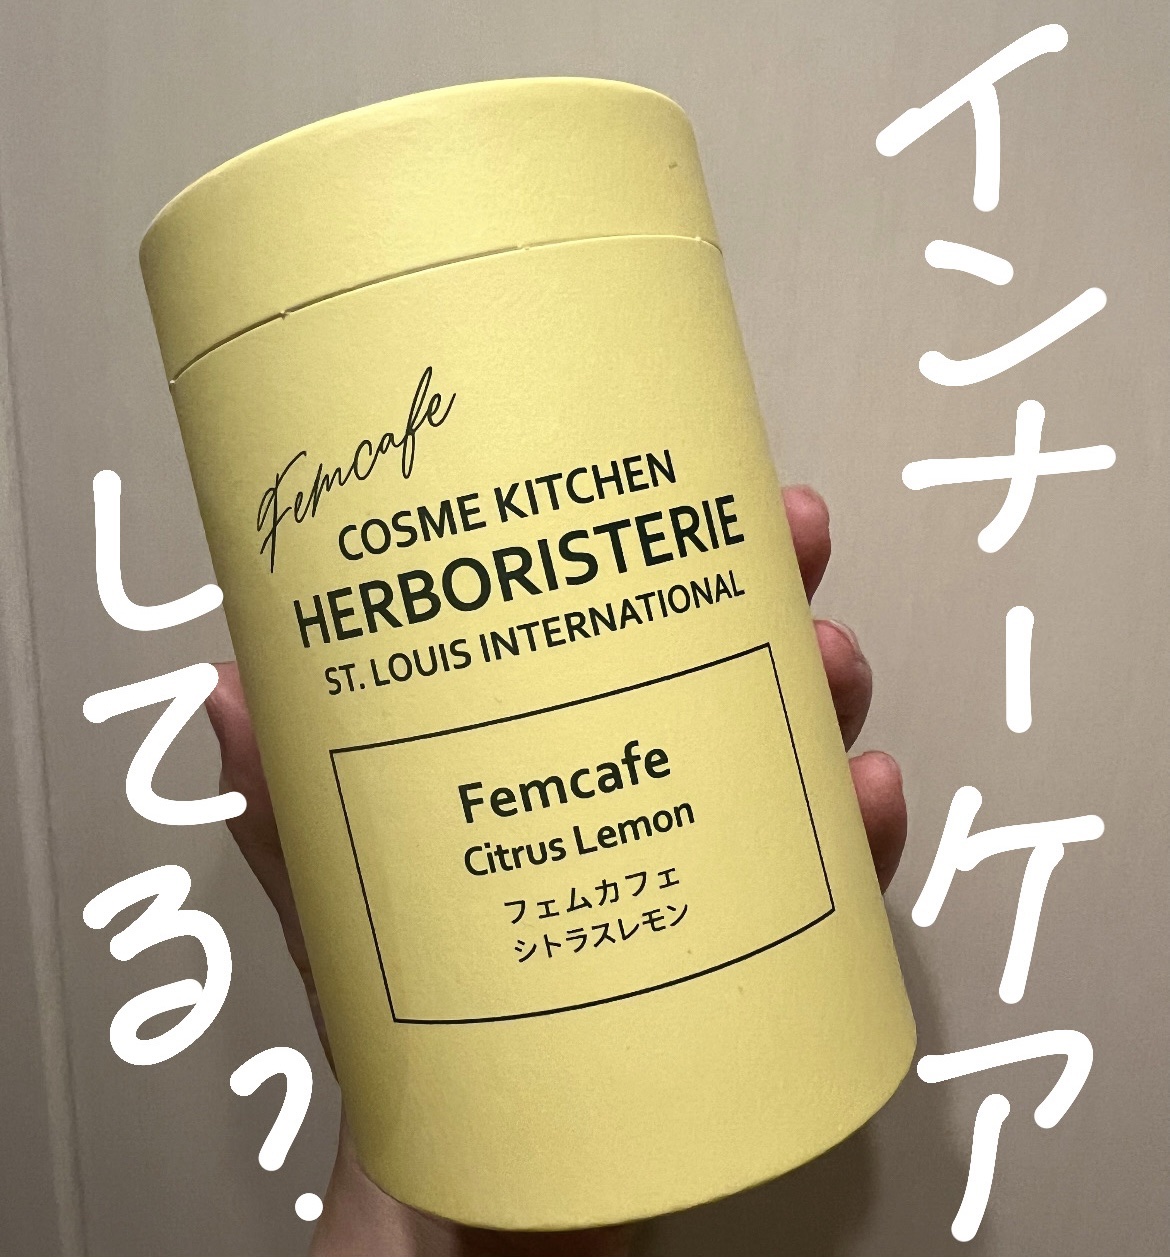 インナーケア
してる?
Femcafe
COSME KITCHEN
HERBORISTERIE
ST. LOUIS INTERNATIONAL
Femcafe
Citrus Lemon
フェムカフェ
シトラスレモン